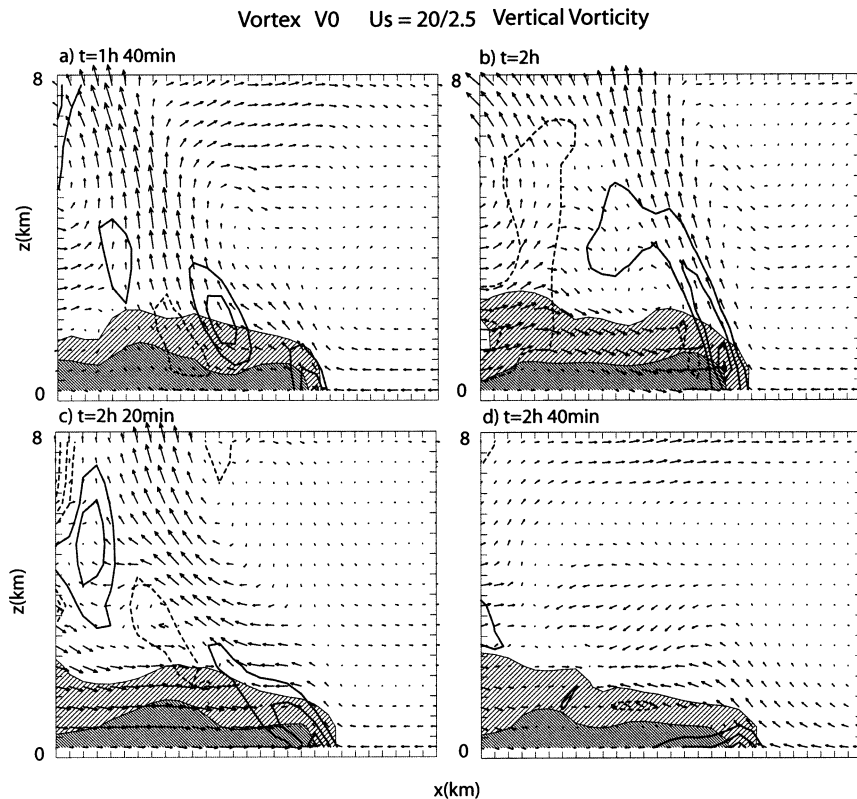 Vortex V0 Us = 20/2.5 Vertical Vorticity
a) t=1h 40min
b) t=2h
8
8
z(km)
0
0
c) t=2h 20min
d) t=2h 40min
8
8
z(km)
0
0
x(km)